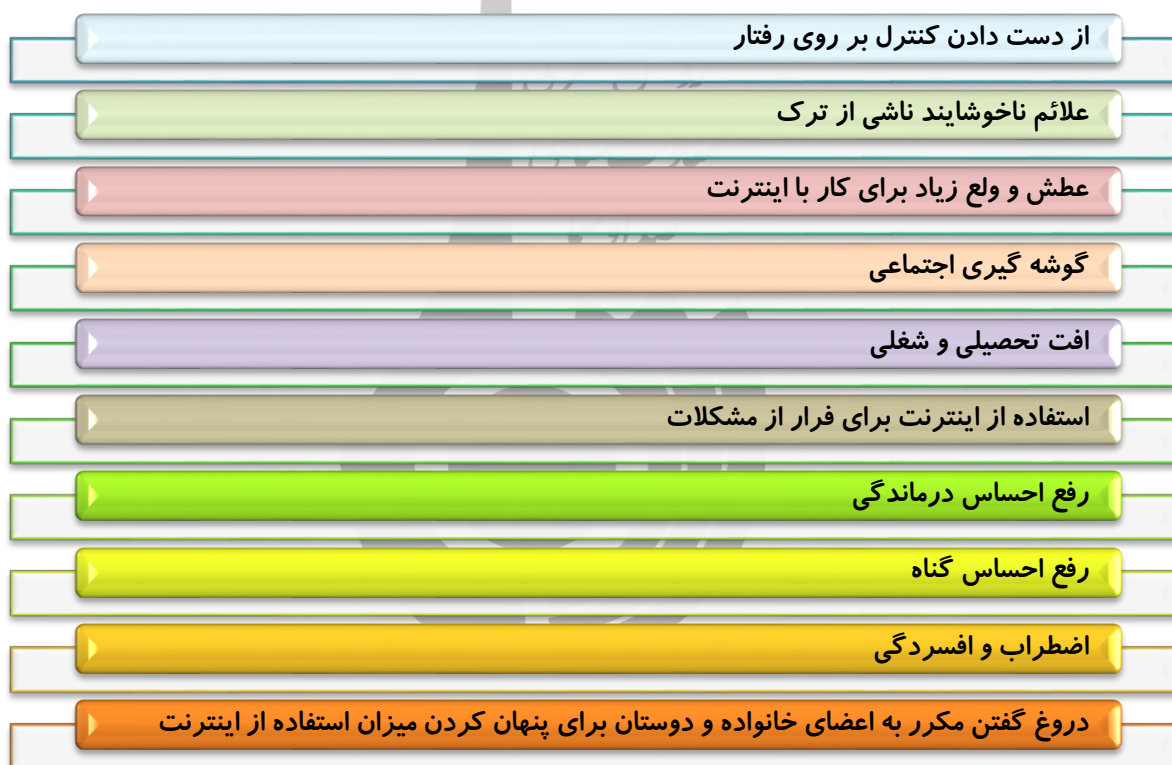 از دست دادن کنترل بر روی رفتار
علائم ناخوشایند ناشی از ترک
عطش و ولع زیاد برای کار با اینترنت
گوشه گیری اجتماعی
افت تحصیلی و شغلی
استفاده از اینترنت برای فرار از مشکلات
رفع احساس درماندگی
رفع احساس گناه
اضطراب و افسردگی
دروغ گفتن مکرر به اعضای خانواده و دوستان برای پنهان کردن میزان استفاده از اینترنت